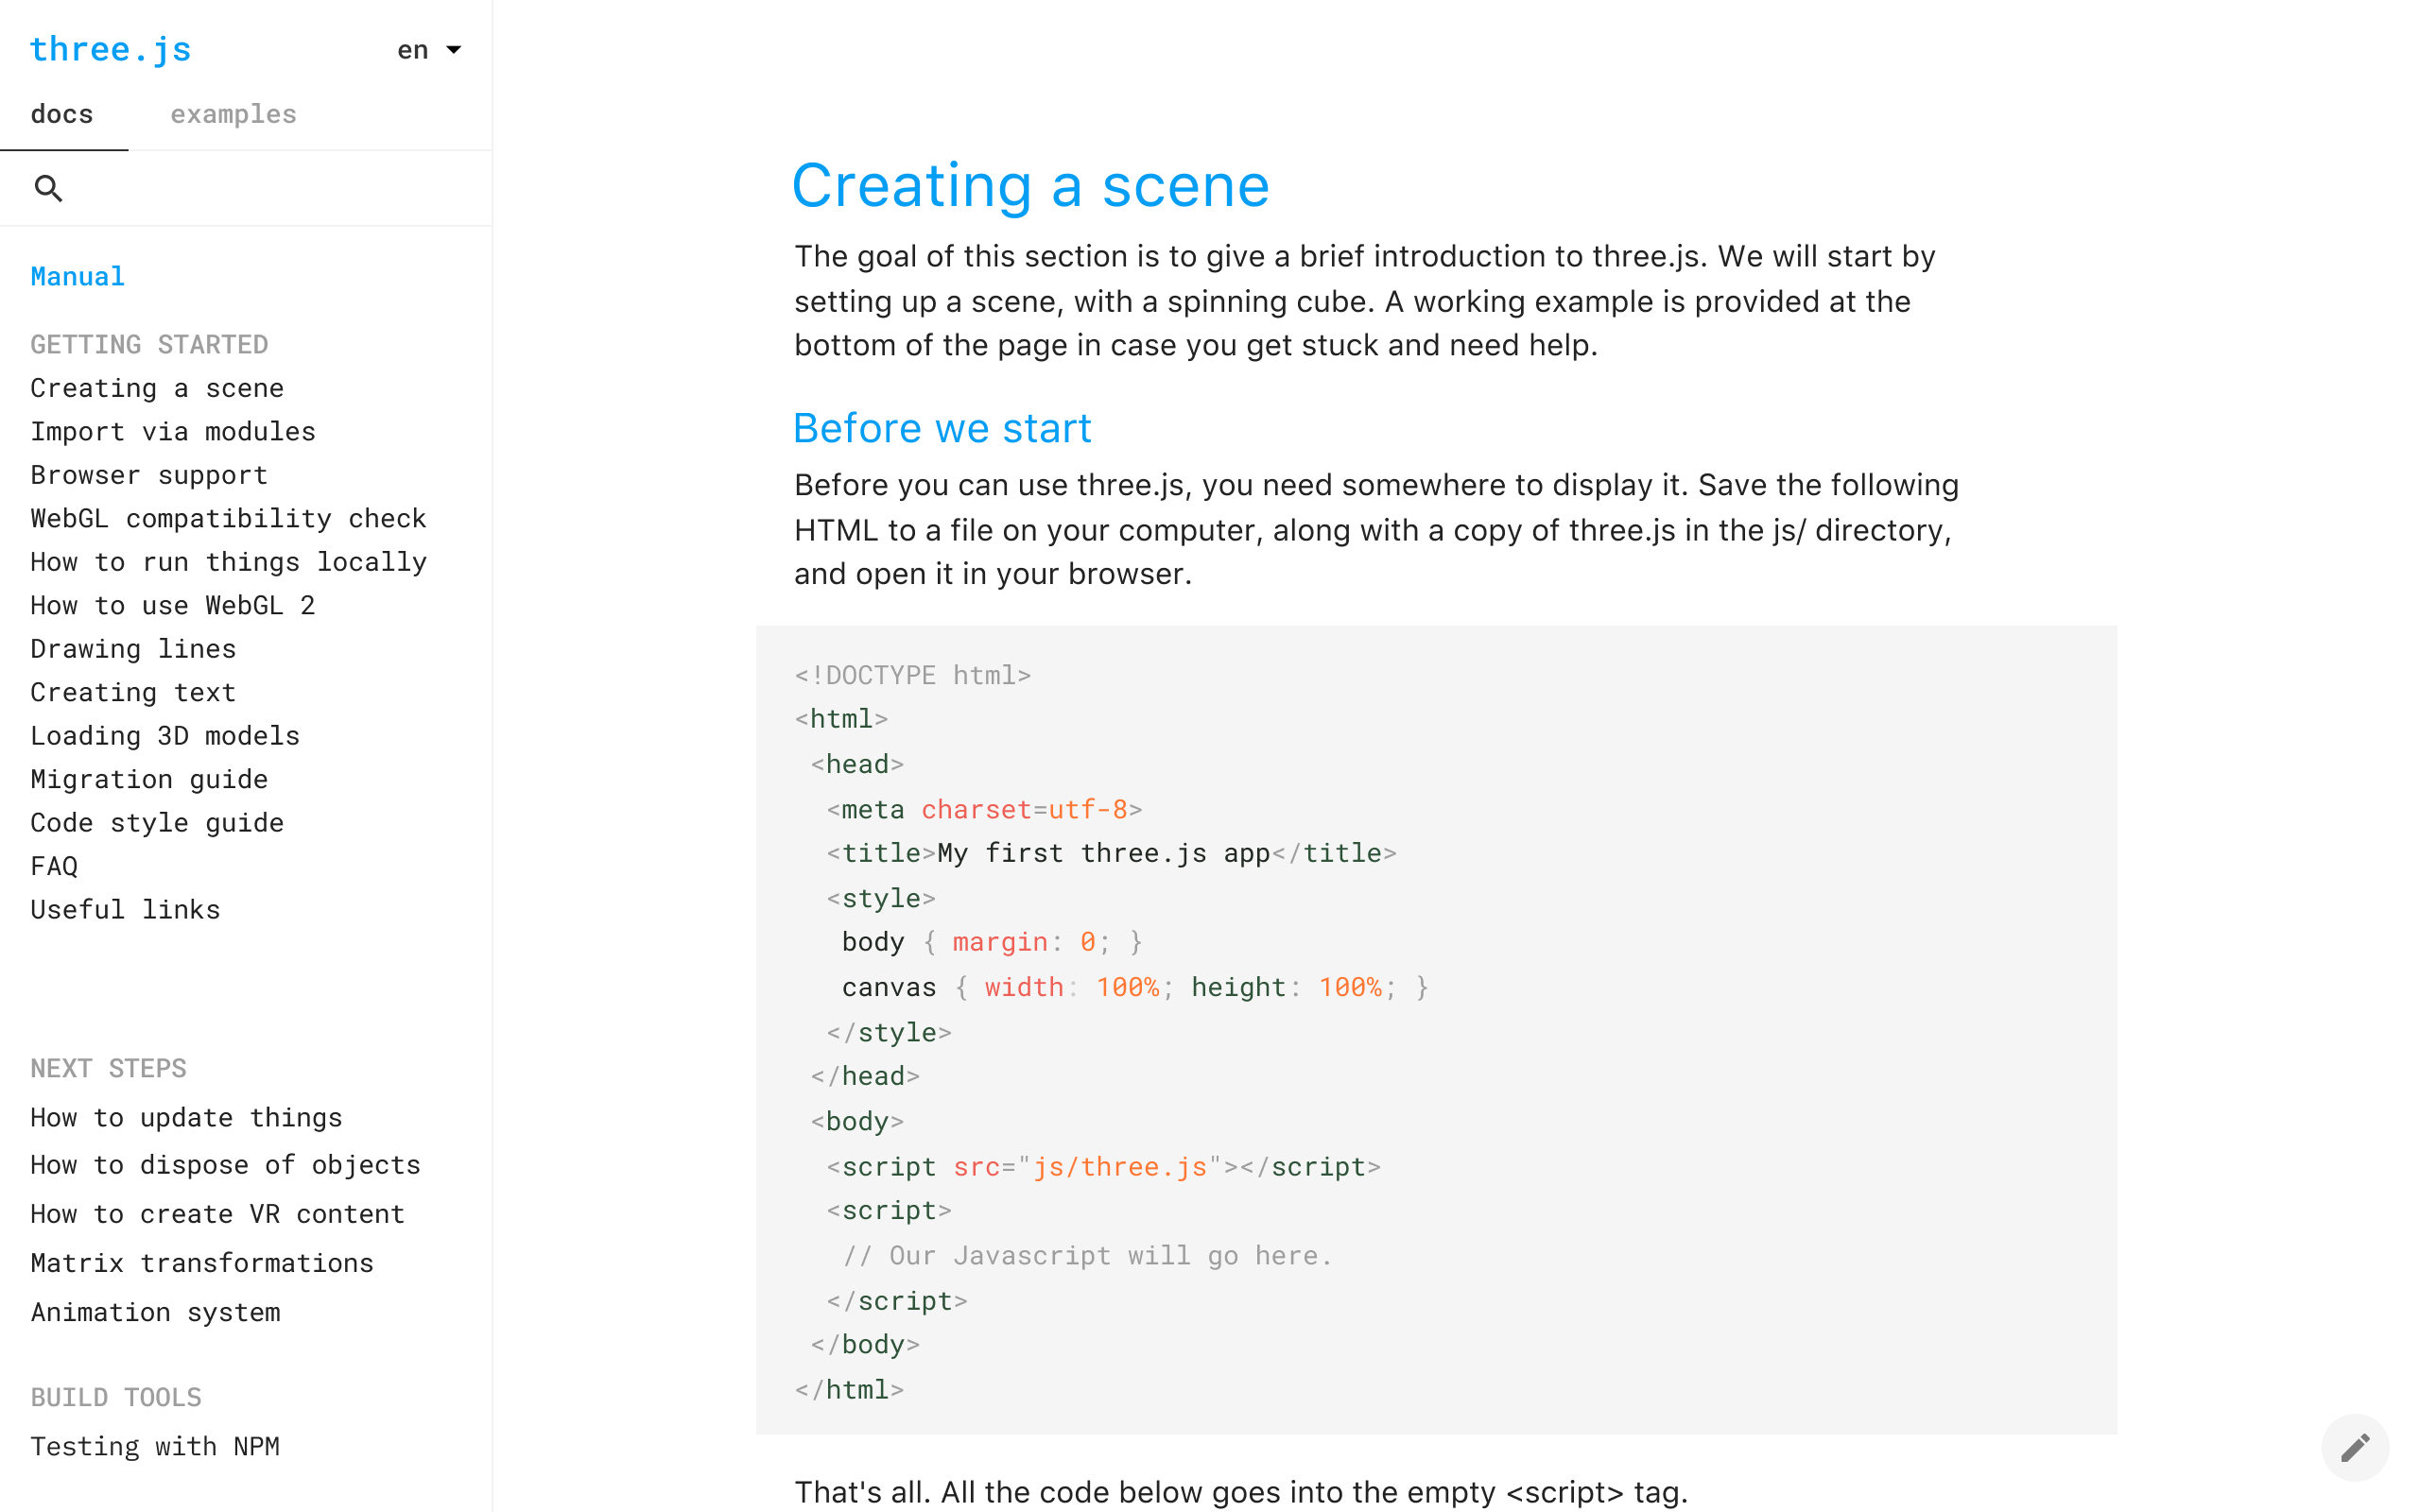 three.js
en
docs
examples
Manual
GETTING STARTED
Creating a scene
Import via modules
Browser support
WebGL compatibility check
How to run things locally
How to use WebGL 2
Drawing lines
Creating text
Loading 3D models
Migration guide
Code style guide
FAQ
Useful links
NEXT STEPS
How to update things
How to dispose of objects
How to create VR content
Matrix transformations
Animation system
BUILD TOOLS
Testing with NPM
Creating a scene
The goal of this section is to give a brief introduction to three.js. We will start by
setting up a scene, with a spinning cube. A working example is provided at the
bottom of the page in case you get stuck and need help.
Before we start
Before you can use three.js, you need somewhere to display it. Save the following
HTML to a file on your computer, along with a copy of three.js in the js/ directory,
and open it in your browser.
<!DOCTYPE html>
<html>
<head>
<meta charset=utf-8>
<title>My first three.js app</title>
<style>
body { margin: 0; }
canvas { width: 100%; height: 100%; }
</style>
</head>
<body>
<script src="js/three.js"></script>
<script>
// Our Javascript will go here.
</script>
</body>
</html>
That's all. All the code below goes into the empty <script> tag.